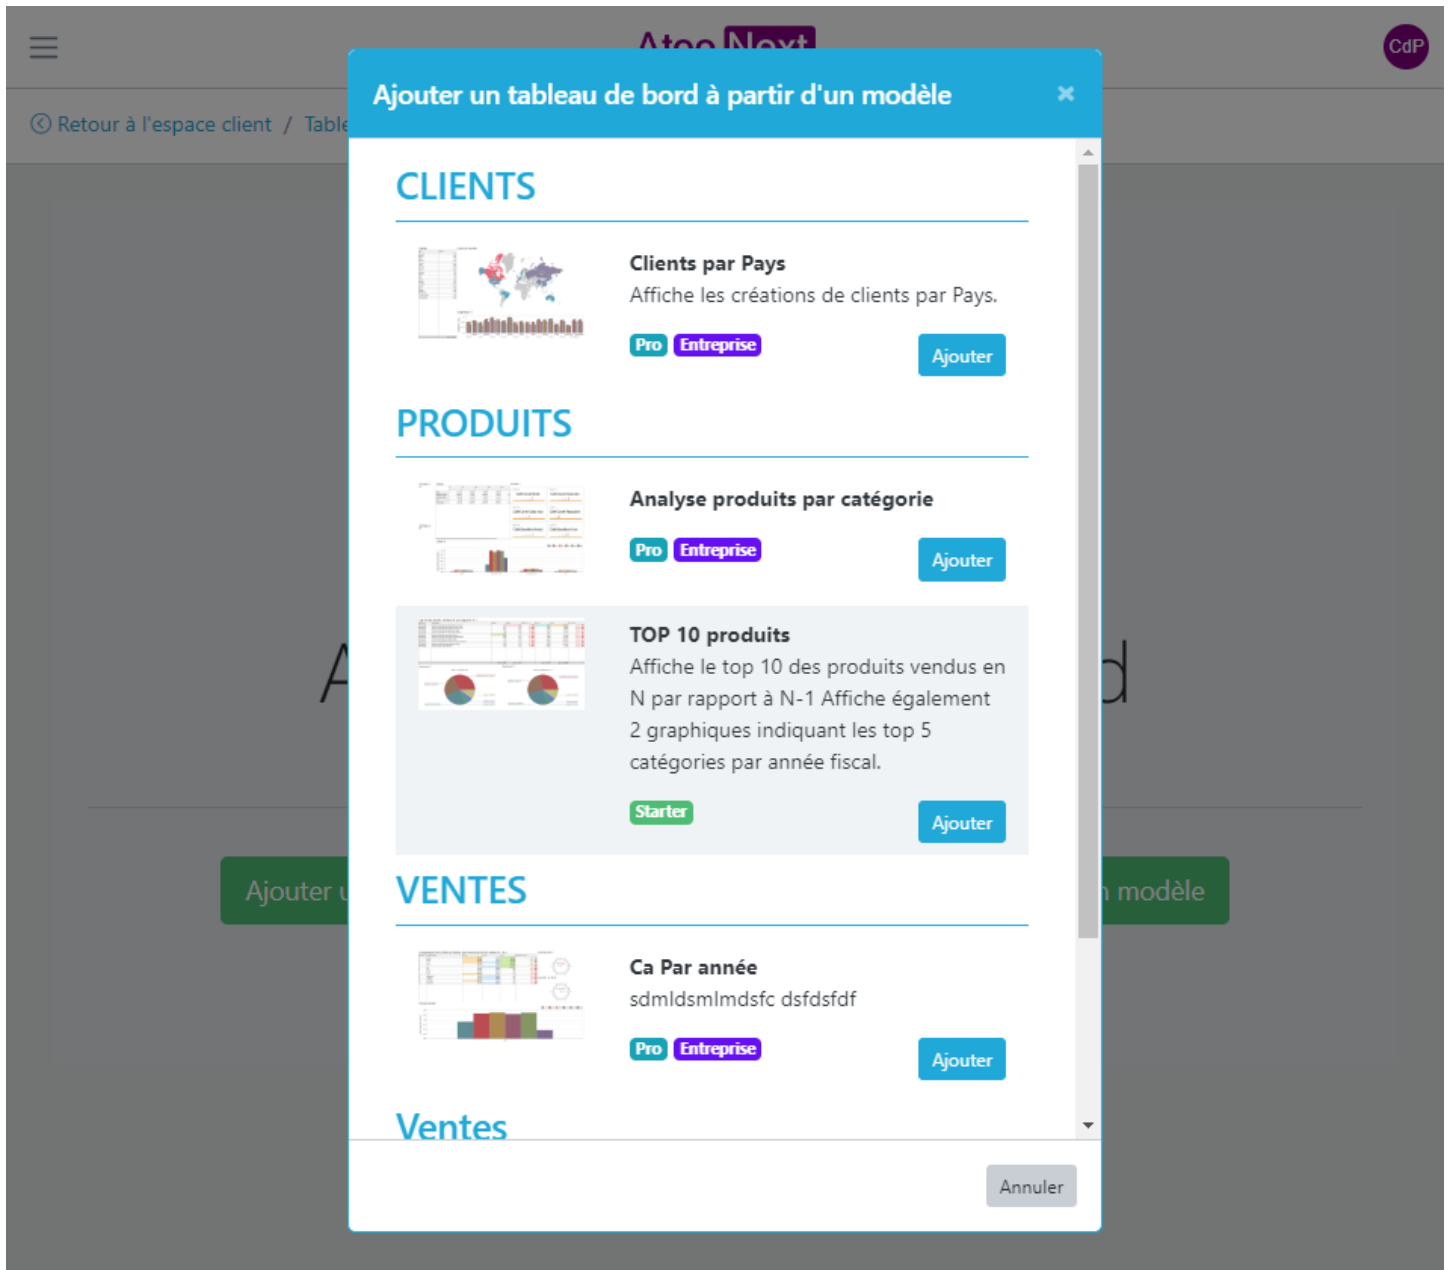 Atoo Next
CdP
Ajouter un tableau de bord à partir d'un modèle
×
Retour à l'espace client / Table
CLIENTS
Clients par Pays
Affiche les créations de clients par Pays.
Pro Entreprise
Ajouter
PRODUITS
Analyse produits par catégorie
Pro Entreprise
Ajouter
TOP 10 produits
Affiche le top 10 des produits vendus en
N par rapport à N-1 Affiche également
2 graphiques indiquant les top 5
catégories par année fiscal.
A
d
Starter
Ajouter
VENTES
Ajouter u
n modèle
Ca Par année
sdmldsmlmdsfc dsfdsfdf
Pro Entreprise
Ajouter
Ventes
Annuler